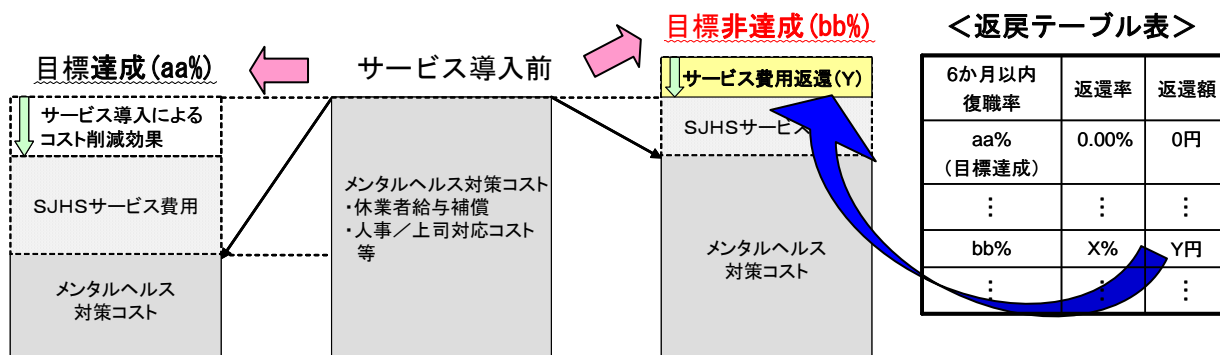 目標達成(aa%)
サービス導入による
コスト削減効果
SJHSサービス費用
メンタルヘルス
対策コスト
サービス導入前
メンタルヘルス対策コスト
・休業者給与補償
・人事／上司対応コスト
等
目標非達成(bb%)
サービス費用返還(Y)
SJHSサービス
メンタルヘルス
対策コスト
＜返戻テーブル表＞
6か月以内
復職率
返還率
返還額
aa%
(目標達成)
0.00%
0円
⋮
⋮
⋮
bb%
X%
Y円
⋮
⋮
⋮